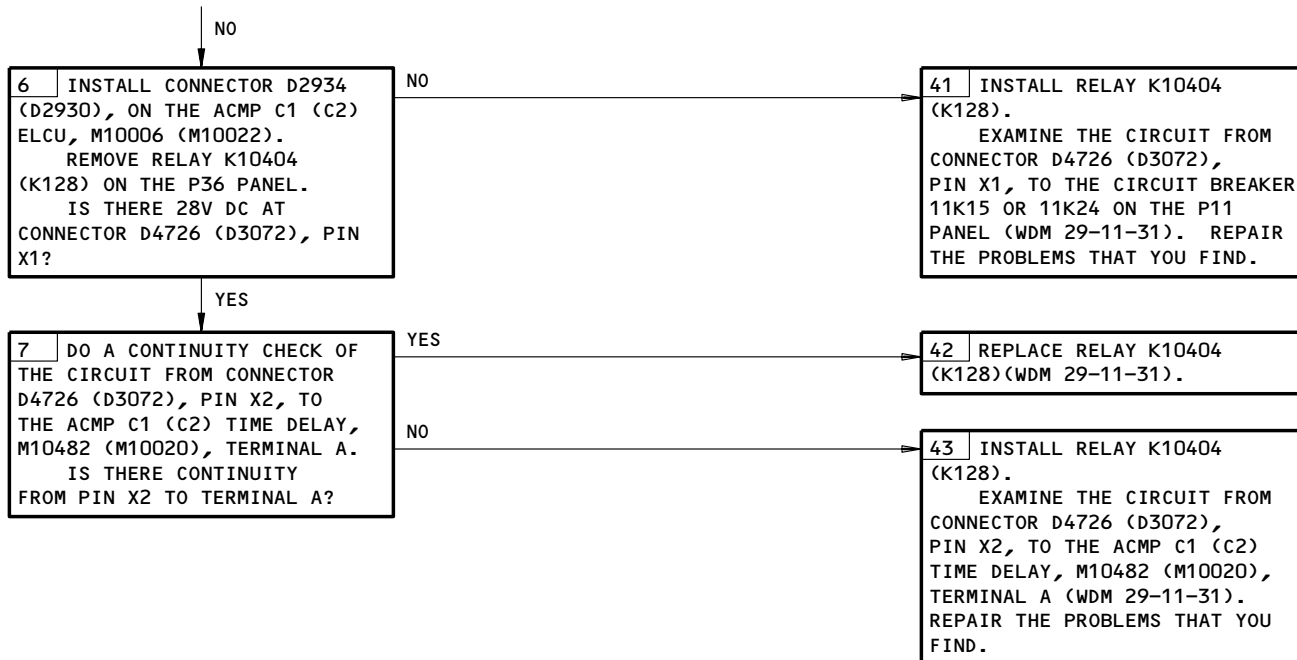 NO
6 INSTALL CONNECTOR D2934
(D2930), ON THE ACMP C1 (C2)
ELCU, M10006 (M10022).
REMOVE RELAY K10404
(K128) ON THE P36 PANEL.
IS THERE 28V DC AT
CONNECTOR D4726 (D3072), PIN
X1?
NO
41 INSTALL RELAY K10404
(K128).
EXAMINE THE CIRCUIT FROM
CONNECTOR D4726 (D3072),
PIN X1, TO THE CIRCUIT BREAKER
11K15 OR 11K24 ON THE P11
PANEL (WDM 29-11-31). REPAIR
THE PROBLEMS THAT YOU FIND.
YES
7 DO A CONTINUITY CHECK OF
THE CIRCUIT FROM CONNECTOR
D4726 (D3072), PIN X2, TO
THE ACMP C1 (C2) TIME DELAY,
M10482 (M10020), TERMINAL A.
IS THERE CONTINUITY
FROM PIN X2 TO TERMINAL A?
YES
42 REPLACE RELAY K10404
(K128)(WDM 29-11-31).
NO
43 INSTALL RELAY K10404
(K128).
EXAMINE THE CIRCUIT FROM
CONNECTOR D4726 (D3072),
PIN X2, TO THE ACMP C1 (C2)
TIME DELAY, M10482 (M10020),
TERMINAL A (WDM 29-11-31).
REPAIR THE PROBLEMS THAT YOU
FIND.